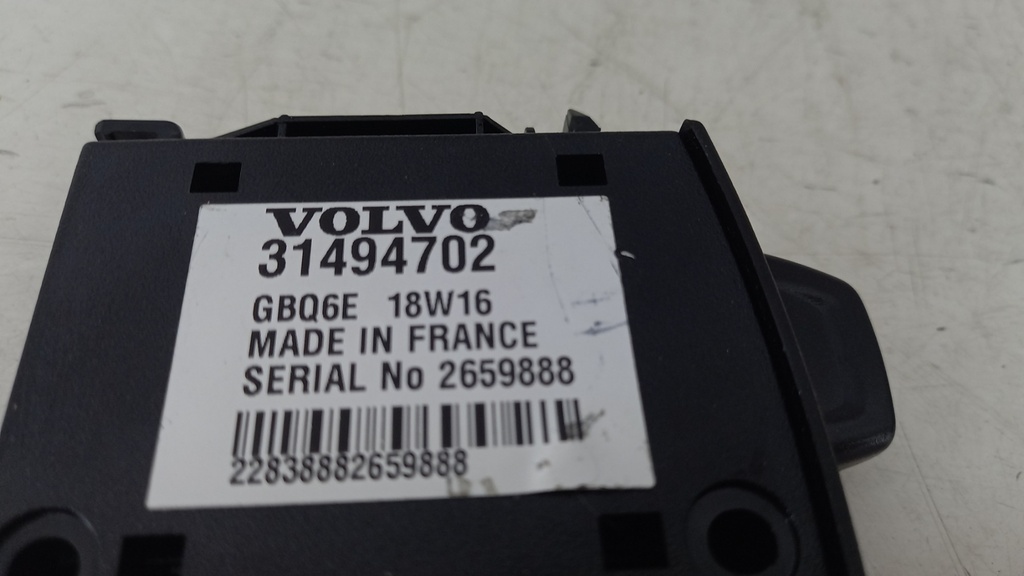 VOLVO
31494702
GBQ6E 18W16
MADE IN FRANCE
SERIAL No 2659888
22838882659888